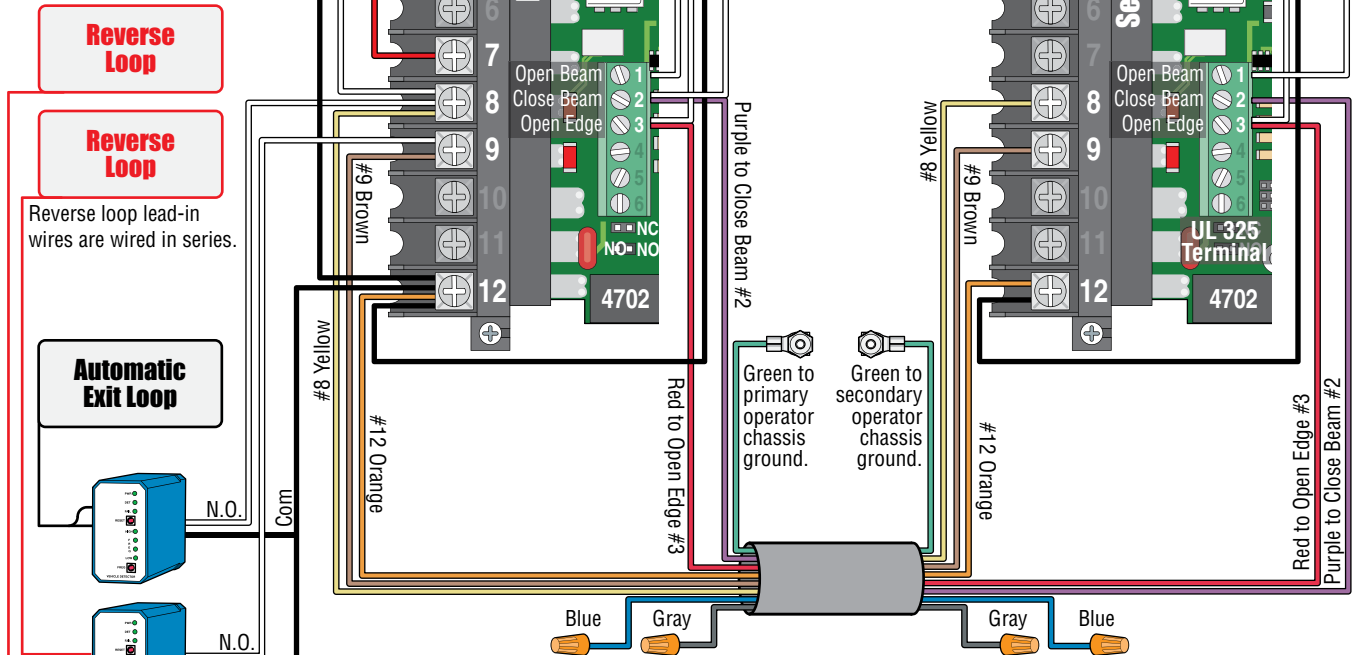 Reverse
Loop
Reverse
Loop
Reverse loop lead-in
wires are wired in series.
Automatic
Exit Loop
N.O.
Com
N.O.
VEHICLE DETECTOR
RESET
#8 Yellow
#9 Brown
#12 Orange
6
7
8
9
10
11
12
Open Beam 1
Close Beam 2
Open Edge 3
4
5
6
NC
NO NO
4702
Purple to Close Beam #2
Red to Open Edge #3
Green to
primary
operator
chassis
ground.
Green to
secondary
operator
chassis
ground.
Blue
Gray
Gray
Blue
#8 Yellow
#9 Brown
#12 Orange
6
7
8
9
10
11
12
Se
Open Beam 1
Close Beam 2
Open Edge 3
4
5
6
UL 325
Terminal
4702
Red to Open Edge #3
Purple to Close Beam #2